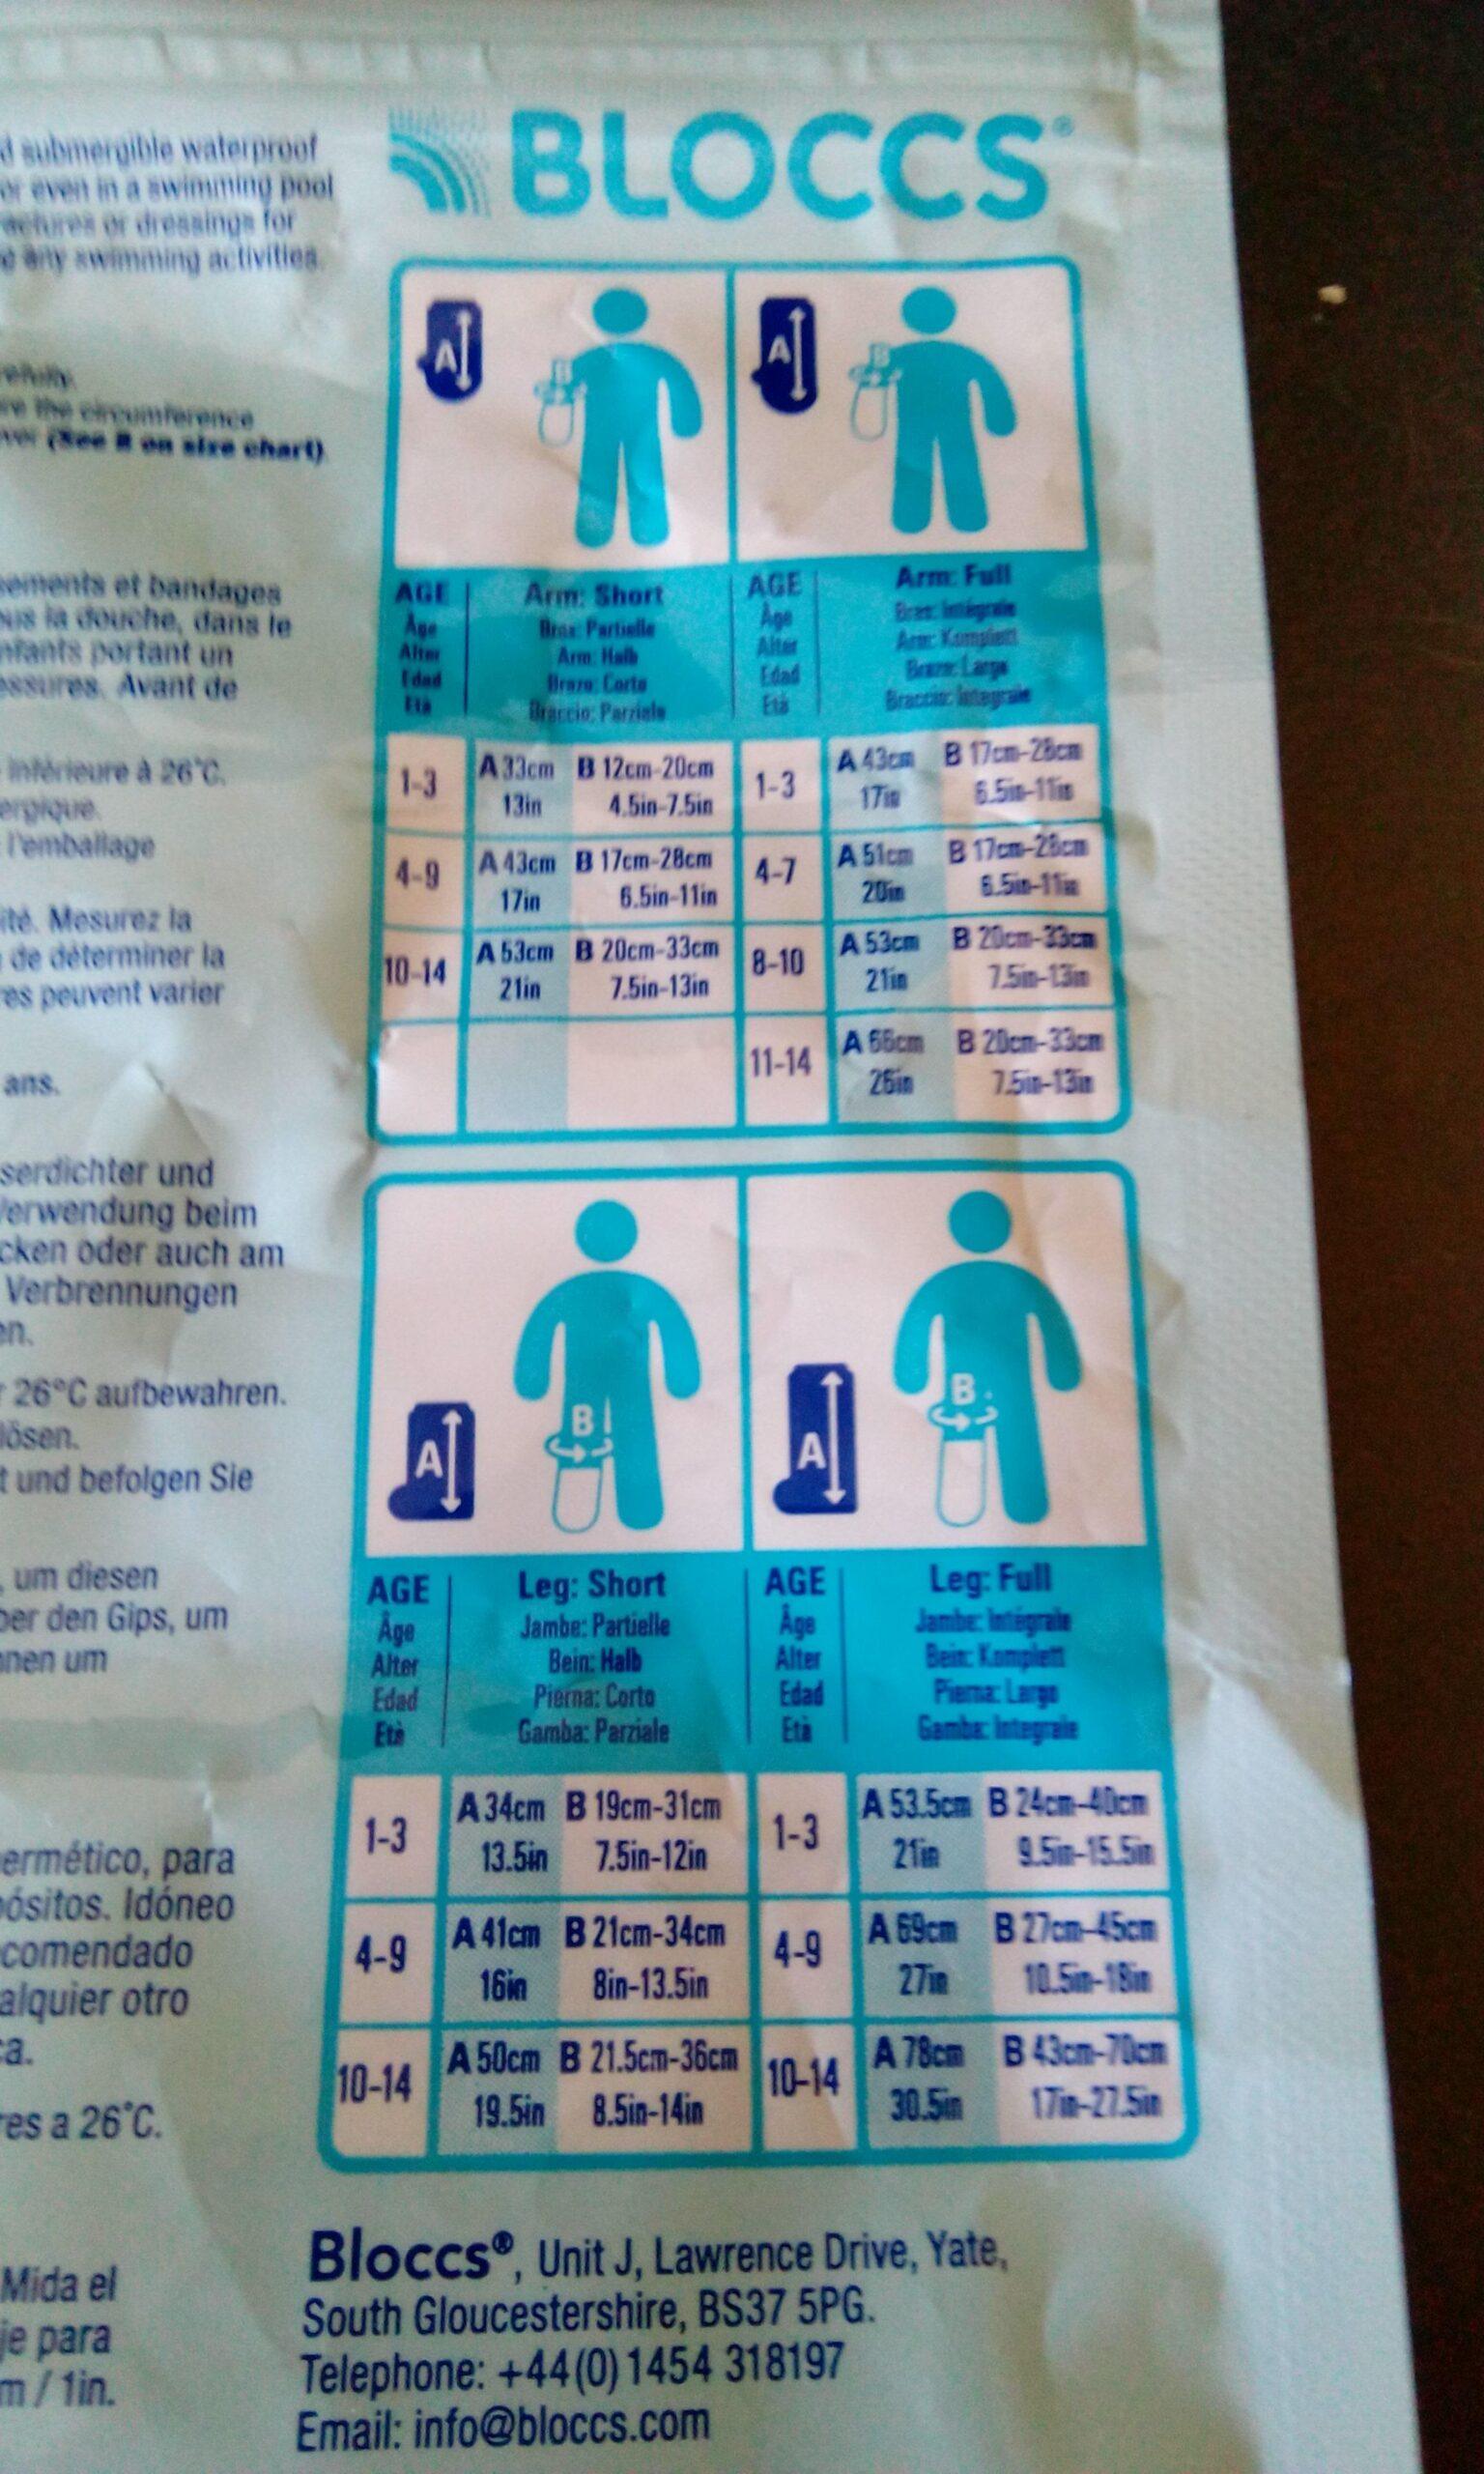 d submergible waterproof
or even in a swimming pool
actures or dressings for
e any swimming activities.
efully.
re the circumference
ver (See B on size chart)
sements et bandages
ous la douche, dans le
nfants portant un
essures. Avant de
inférieure à 26°C.
ergique.
l'emballage
ité. Mesurez la
de déterminer la
res peuvent varier
ans.
serdichter und
Verwendung beim
cken oder auch am
Verbrennungen
en.
r 26°C aufbewahren.
lösen.
t und befolgen Sie
, um diesen
ber den Gips, um
nnen um
ermético, para
pósitos. Idóneo
ecomendado
alquier otro
ca.
res a 26°C.
Mida el
je para
m / 1in.
BLOCCS®
A B A B
AGE Arm: Short AGE Arm: Full
Âge Bras: Partielle Âge Bras: Intégrale
Alter Arm: Halb Alter Arm: Komplett
Edad Brazo: Corto Edad Brazo: Largo
Età Braccio: Parziale Età Braccio: Integrale
1-3 A 33cm B 12cm-20cm 1-3 A 43cm B 17cm-28cm
13in 4.5in-7.5in 17in 6.5in-11in
4-9 A 43cm B 17cm-28cm 4-7 A 51cm B 17cm-28cm
17in 6.5in-11in 20in 6.5in-11in
10-14 A 53cm B 20cm-33cm 8-10 A 53cm B 20cm-33cm
21in 7.5in-13in 21in 7.5in-13in
11-14 A 66cm B 20cm-33cm
26in 7.5in-13in
A B A B
AGE Leg: Short AGE Leg: Full
Âge Jambe: Partielle Âge Jambe: Intégrale
Alter Bein: Halb Alter Bein: Komplett
Edad Pierna: Corto Edad Pierna: Largo
Età Gamba: Parziale Età Gamba: Integrale
1-3 A 34cm B 19cm-31cm 1-3 A 53.5cm B 24cm-40cm
13.5in 7.5in-12in 21in 9.5in-15.5in
4-9 A 41cm B 21cm-34cm 4-9 A 69cm B 27cm-45cm
16in 8in-13.5in 27in 10.5in-18in
10-14 A 50cm B 21.5cm-36cm 10-14 A 78cm B 43cm-70cm
19.5in 8.5in-14in 30.5in 17in-27.5in
Bloccs®, Unit J, Lawrence Drive, Yate,
South Gloucestershire, BS37 5PG.
Telephone: +44(0)1454 318197
Email: info@bloccs.com